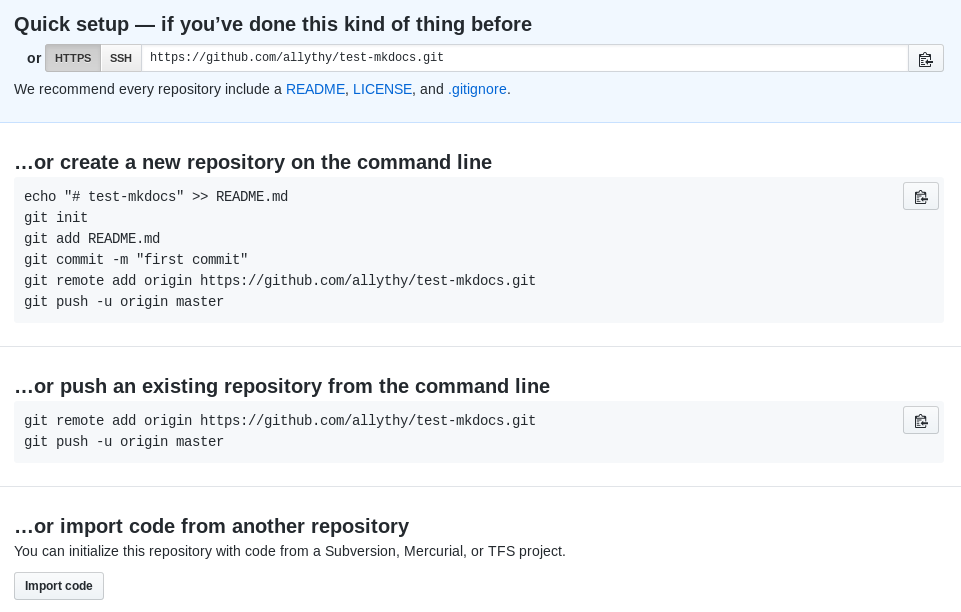 Quick setup — if you’ve done this kind of thing before
or HTTPS SSH https://github.com/allythy/test-mkdocs.git
We recommend every repository include a README, LICENSE, and .gitignore.
…or create a new repository on the command line
echo "# test-mkdocs" >> README.md
git init
git add README.md
git commit -m "first commit"
git remote add origin https://github.com/allythy/test-mkdocs.git
git push -u origin master
…or push an existing repository from the command line
git remote add origin https://github.com/allythy/test-mkdocs.git
git push -u origin master
…or import code from another repository
You can initialize this repository with code from a Subversion, Mercurial, or TFS project.
Import code